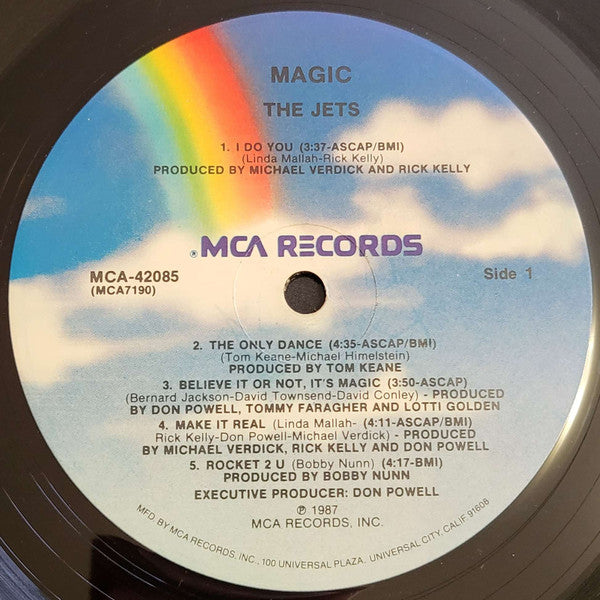 MAGIC
THE JETS
1. I DO YOU (3:37-ASCAP/BMI)
(Linda Mallah-Rick Kelly)
PRODUCED BY MICHAEL VERDICK AND RICK KELLY
®MCA RECORDS
MCA-42085
(MCA7190)
Side 1
2. THE ONLY DANCE (4:35-ASCAP/BMI)
(Tom Keane-Michael Himelstein)
PRODUCED BY TOM KEANE
3. BELIEVE IT OR NOT, IT'S MAGIC (3:50-ASCAP)
(Bernard Jackson-David Townsend-David Conley) - PRODUCED
BY DON POWELL, TOMMY FARAGHER AND LOTTI GOLDEN
4. MAKE IT REAL (Linda Mallah- (4:11-ASCAP/BMI)
Rick Kelly-Don Powell-Michael Verdick) - PRODUCED
BY MICHAEL VERDICK, RICK KELLY AND DON POWELL
5. ROCKET 2 U (Bobby Nunn) (4:17-BMI)
PRODUCED BY BOBBY NUNN
EXECUTIVE PRODUCER: DON POWELL
℗ 1987
MCA RECORDS, INC.
MFD. BY MCA RECORDS, INC., 100 UNIVERSAL PLAZA, UNIVERSAL CITY, CALIF. 91608